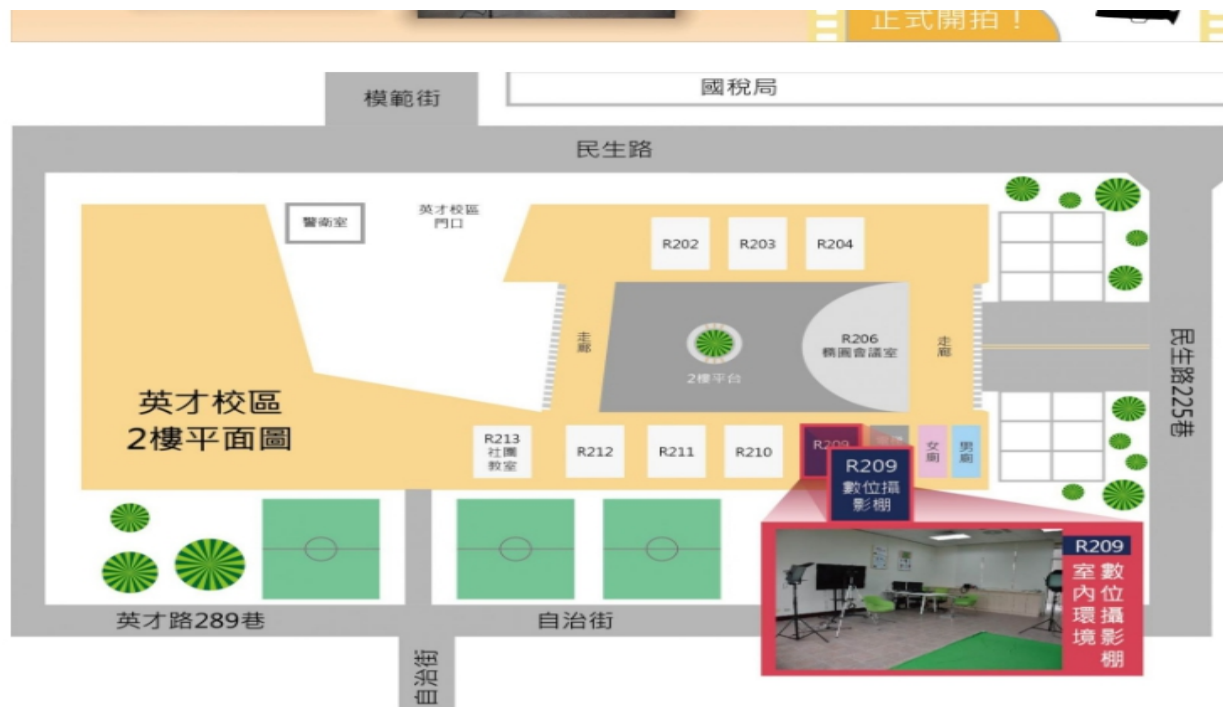 正式開拍！
國稅局
模範街
民生路
警衛室
英才校區
門口
R202
R203
R204
走廊
R206
橢圓會議室
走廊
2樓平台
民生路225巷
英才校區
2樓平面圖
R213
社團
教室
R212
R211
R210
R209
女廁
男廁
R209
數位攝
影棚
R209
數位攝影棚
室內環境
英才路289巷
自治街
自治街